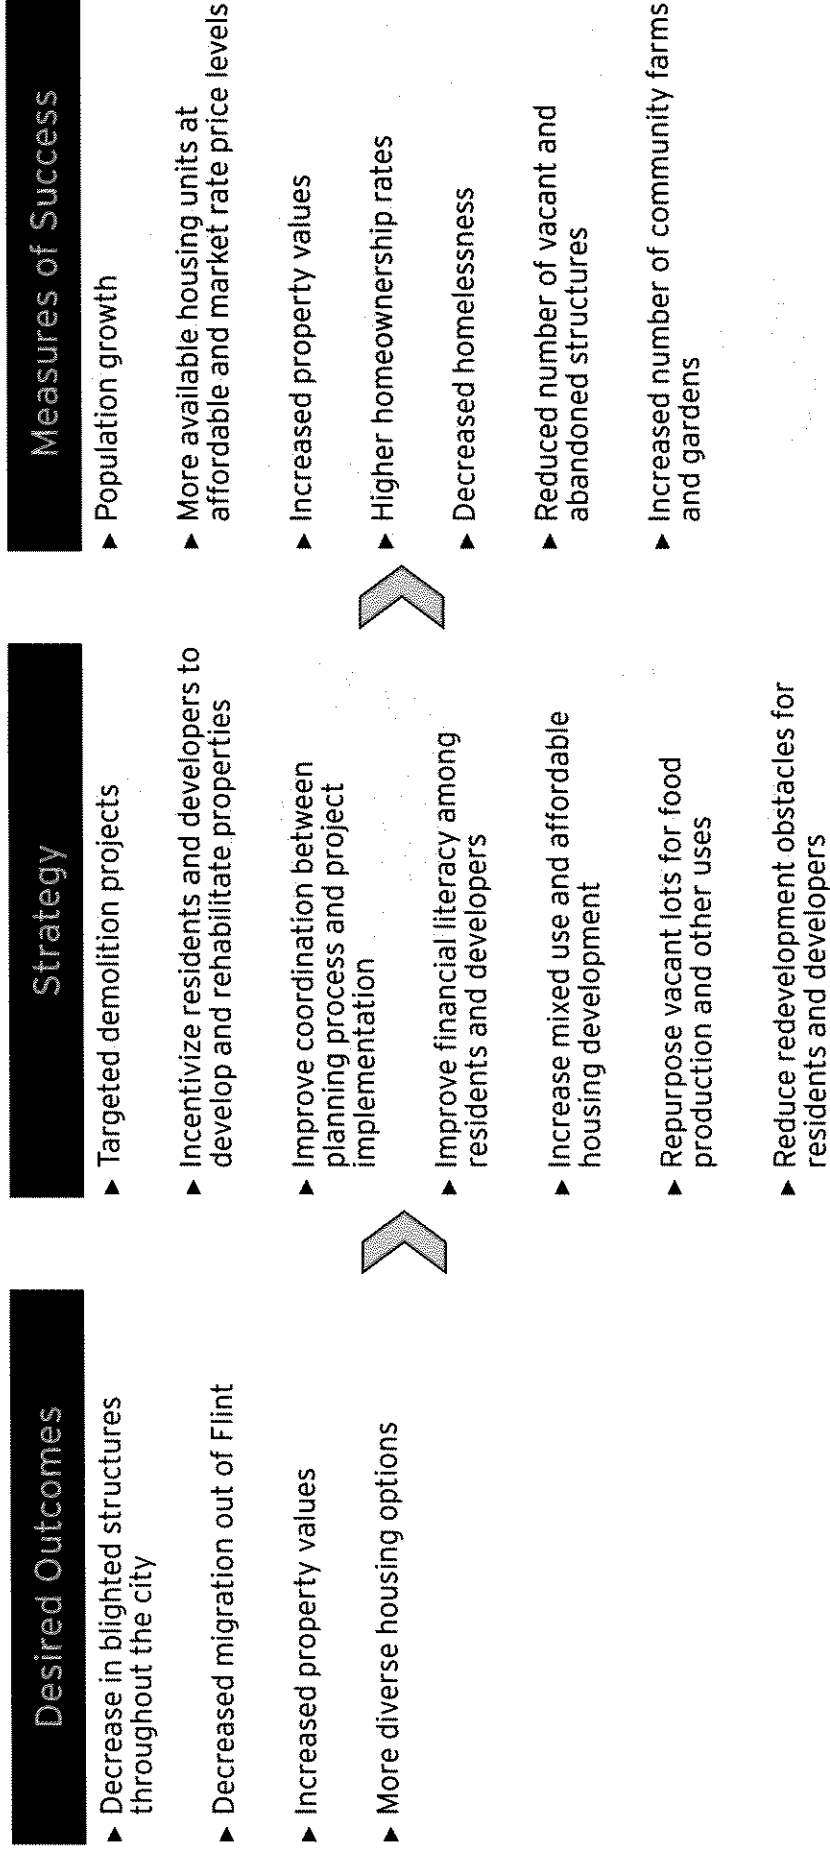 Desired Outcomes
► Decrease in blighted structures
throughout the city
► Decreased migration out of Flint
► Increased property values
► More diverse housing options
Strategy
► Targeted demolition projects
► Incentivize residents and developers to
develop and rehabilitate properties
► Improve coordination between
planning process and project
implementation
► Improve financial literacy among
residents and developers
► Increase mixed use and affordable
housing development
► Repurpose vacant lots for food
production and other uses
► Reduce redevelopment obstacles for
residents and developers
Measures of Success
► Population growth
► More available housing units at
affordable and market rate price levels
► Increased property values
► Higher homeownership rates
► Decreased homelessness
► Reduced number of vacant and
abandoned structures
► Increased number of community farms
and gardens